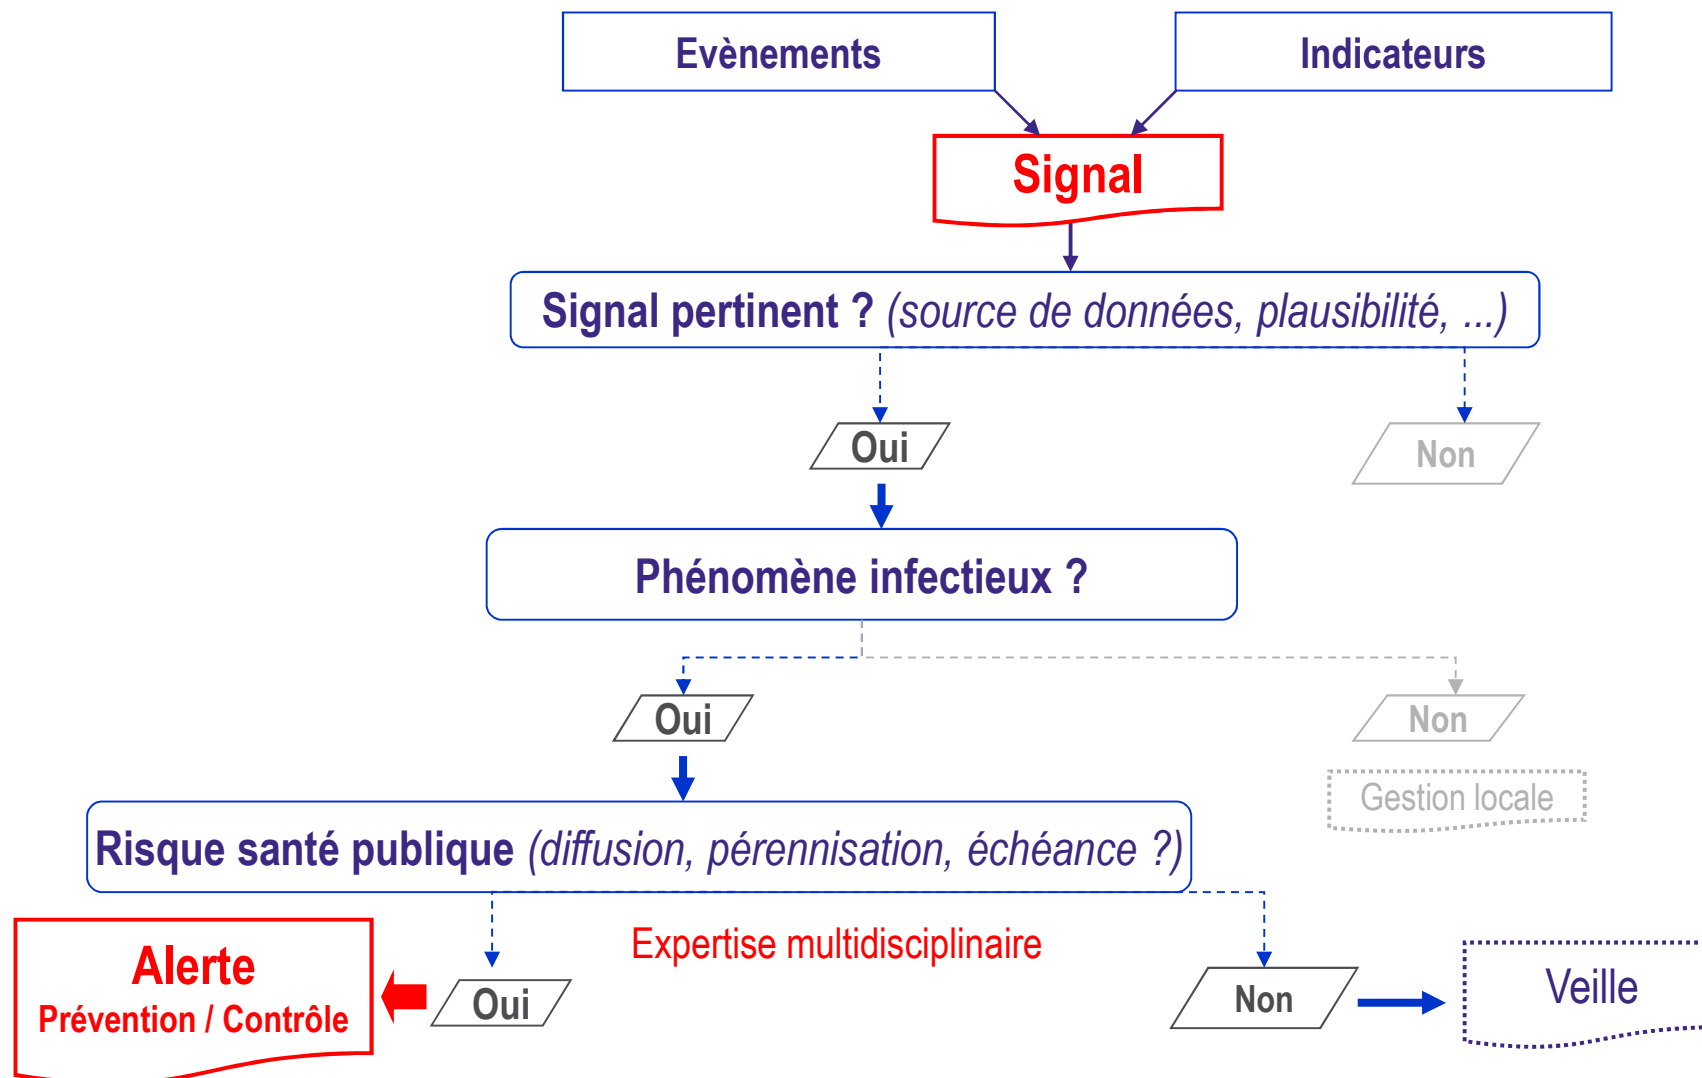 Evènements
Indicateurs
Signal
Signal pertinent ? (source de données, plausibilité, ...)
Oui
Non
Phénomène infectieux ?
Oui
Non
Gestion locale
Risque santé publique (diffusion, pérennisation, échéance ?)
Alerte
Prévention / Contrôle
Oui
Expertise multidisciplinaire
Non
Veille